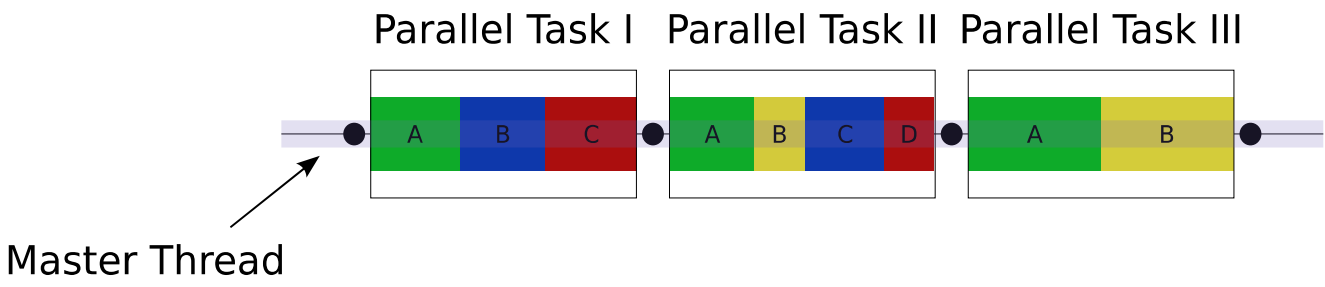 Parallel Task I Parallel Task II Parallel Task III
A B C A B C D A B
Master Thread